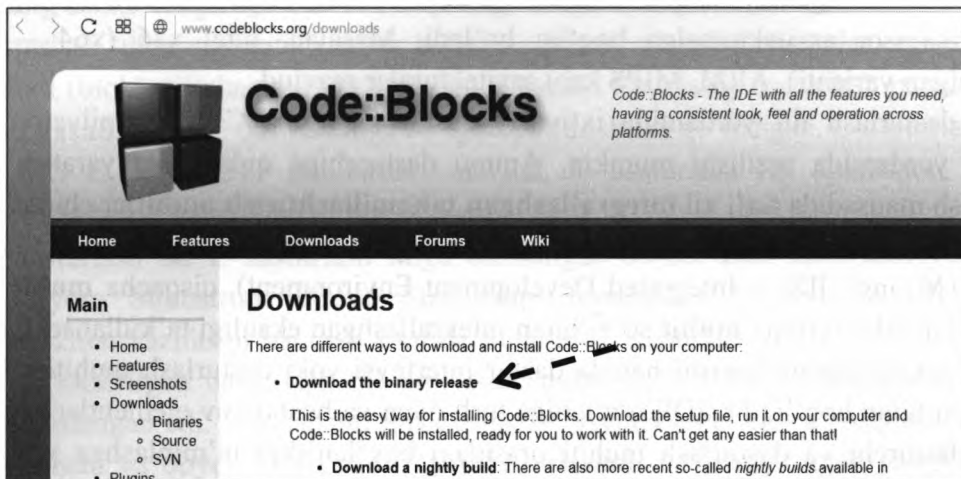 www.codeblocks.org/downloads
Code::Blocks
Code::Blocks - The IDE with all the features you need,
having a consistent look, feel and operation across
platforms.
Home Features Downloads Forums Wiki
Main
Home
Features
Screenshots
Downloads
Binaries
Source
SVN
Plugins
Downloads
There are different ways to download and install Code::Blocks on your computer:
Download the binary release
This is the easy way for installing Code::Blocks. Download the setup file, run it on your computer and
Code::Blocks will be installed, ready for you to work with it. Can't get any easier than that!
Download a nightly build: There are also more recent so-called nightly builds available in